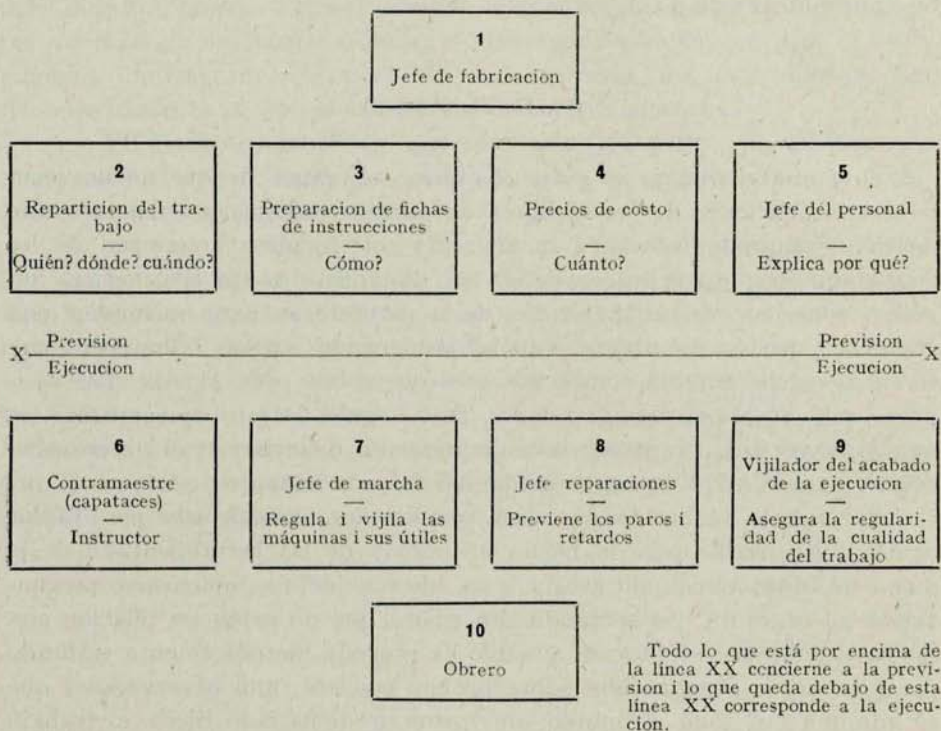 1
Jefe de fabricacion
2
Reparticion del tra-
bajo
Quién? dónde? cuándo?
3
Preparacion de fichas
de instrucciones
Cómo?
4
Precios de costo
Cuánto?
5
Jefe del personal
Explica por qué?
X Prevision Prevision X
Ejecucion Ejecucion
6
Contramaestre
(capataces)
Instructor
7
Jefe de marcha
Regula i vijila las
máquinas i sus útiles
8
Jefe reparaciones
Previene los paros i
retardos
9
Vijilador del acabado
de la ejecucion
Asegura la regulari-
dad de la cualidad
del trabajo
10
Obrero
Todo lo que está por encima de
la línea XX concierne a la previ-
sion i lo que queda debajo de esta
línea XX corresponde a la ejecu-
cion.